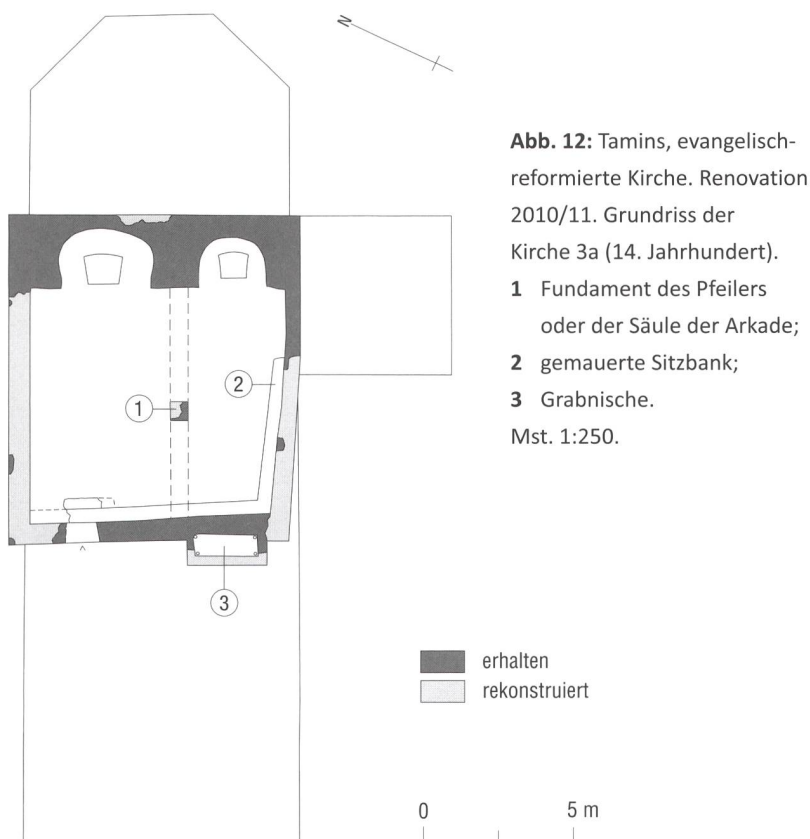 N
Abb. 12: Tamins, evangelisch-
reformierte Kirche. Renovation
2010/11. Grundriss der
Kirche 3a (14. Jahrhundert).
1 Fundament des Pfeilers
oder der Säule der Arkade;
2 gemauerte Sitzbank;
3 Grabnische.
Mst. 1:250.
1
2
3
erhalten
rekonstruiert
0 5 m